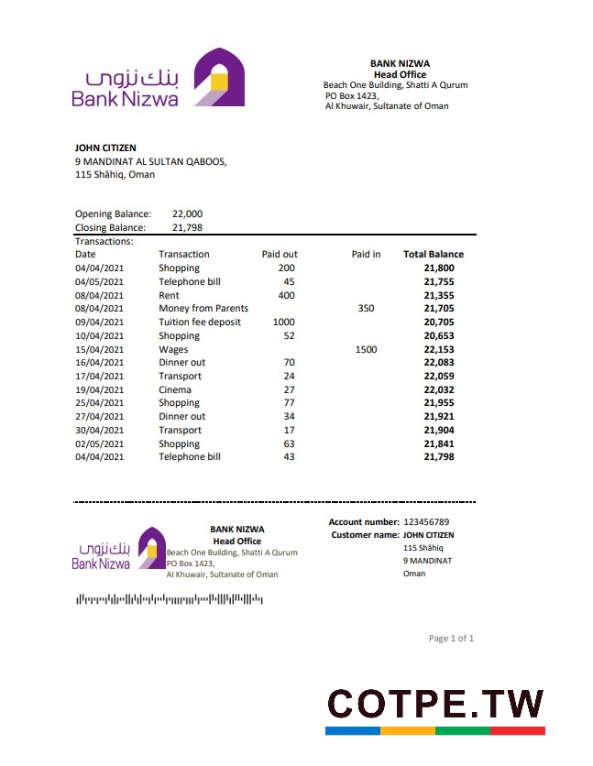 بنك نزوى
Bank Nizwa
BANK NIZWA
Head Office
Beach One Building, Shatti A Qurum
PO Box 1423,
Al Khuwair, Sultanate of Oman
JOHN CITIZEN
9 MANDINAT AL SULTAN QABOOS,
115 Shāhiq, Oman
Opening Balance: 22,000
Closing Balance: 21,798
Transactions:
Date Transaction Paid out Paid in Total Balance
04/04/2021 Shopping 200 21,800
04/05/2021 Telephone bill 45 21,755
08/04/2021 Rent 400 21,355
08/04/2021 Money from Parents 350 21,705
09/04/2021 Tuition fee deposit 1000 20,705
10/04/2021 Shopping 52 20,653
15/04/2021 Wages 1500 22,153
16/04/2021 Dinner out 70 22,083
17/04/2021 Transport 24 22,059
19/04/2021 Cinema 27 22,032
25/04/2021 Shopping 77 21,955
27/04/2021 Dinner out 34 21,921
30/04/2021 Transport 17 21,904
02/05/2021 Shopping 63 21,841
04/04/2021 Telephone bill 43 21,798
بنك نزوى
Bank Nizwa
BANK NIZWA
Head Office
Beach One Building, Shatti A Qurum
PO Box 1423,
Al Khuwair, Sultanate of Oman
Account number: 123456789
Customer name: JOHN CITIZEN
115 Shāhiq
9 MANDINAT
Oman
Page 1 of 1
COTPE.TW